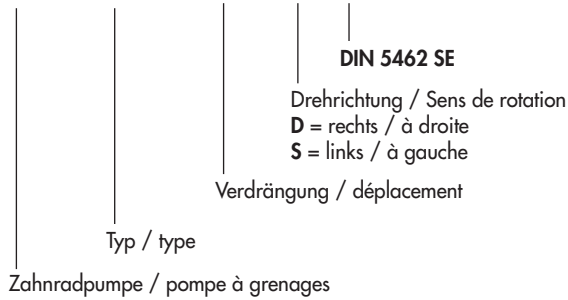 DIN 5462 SE
Drehrichtung / Sens de rotation
D = rechts / à droite
S = links / à gauche
Verdrängung / déplacement
Typ / type
Zahnradpumpe / pompe à grenages